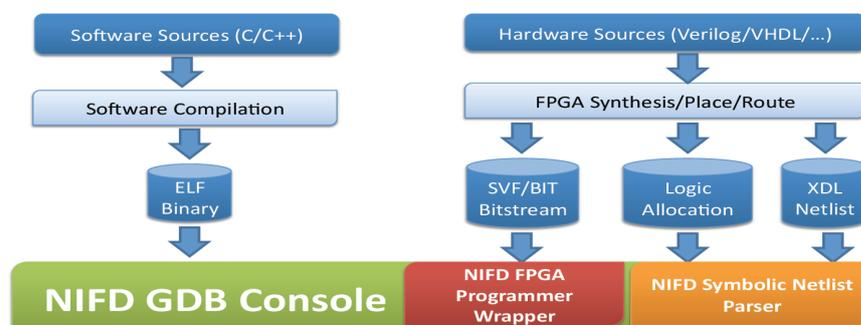 Software Sources (C/C++)
Hardware Sources (Verilog/VHDL/...)
Software Compilation
FPGA Synthesis/Place/Route
ELF
Binary
SVF/BIT
Bitstream
Logic
Allocation
XDL
Netlist
NIFD GDB Console
NIFD FPGA
Programmer
Wrapper
NIFD Symbolic Netlist
Parser